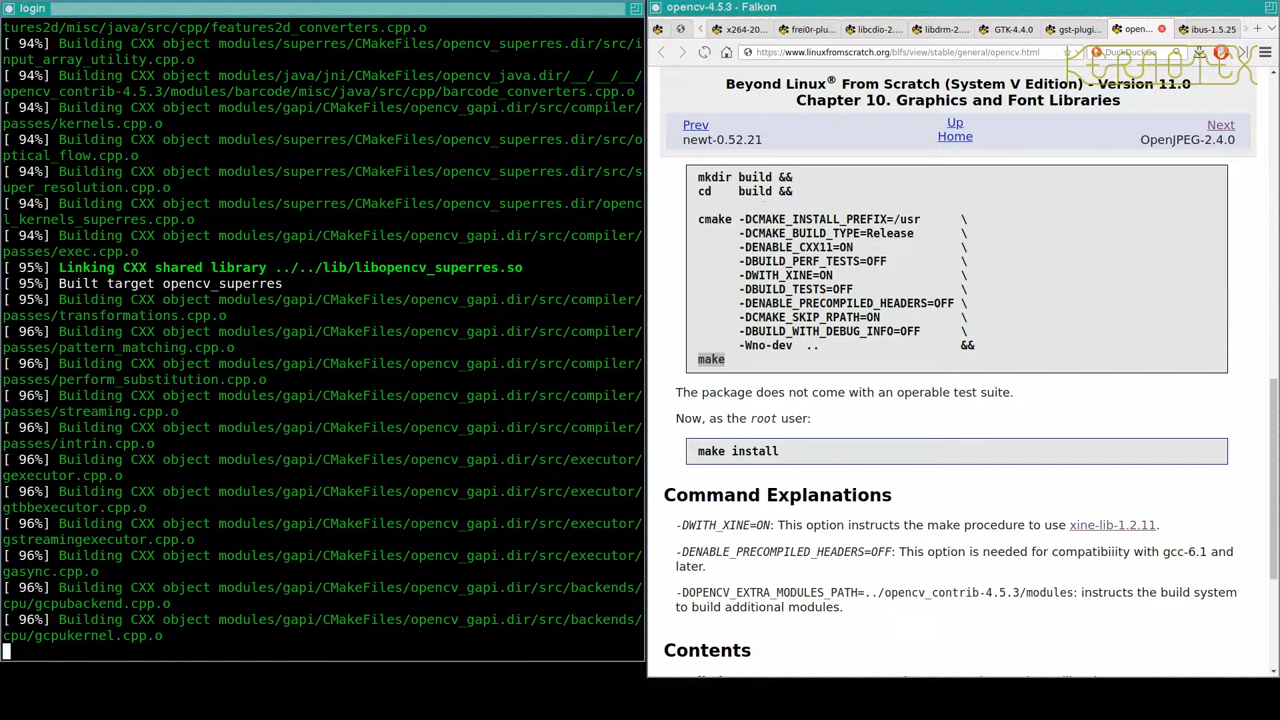 login
tures2d/misc/java/src/cpp/features2d_converters.cpp.o
[ 94%] Building CXX object modules/superres/CMakeFiles/opencv_superres.dir/src/i
nput_array_utility.cpp.o
[ 94%] Building CXX object modules/java/jni/CMakeFiles/opencv_java.dir/__/__/__/
opencv_contrib-4.5.3/modules/barcode/misc/java/src/cpp/barcode_converters.cpp.o
[ 94%] Building CXX object modules/gapi/CMakeFiles/opencv_gapi.dir/src/compiler/
passes/kernels.cpp.o
[ 94%] Building CXX object modules/superres/CMakeFiles/opencv_superres.dir/src/o
ptical_flow.cpp.o
[ 94%] Building CXX object modules/superres/CMakeFiles/opencv_superres.dir/src/s
uper_resolution.cpp.o
[ 94%] Building CXX object modules/superres/CMakeFiles/opencv_superres.dir/openc
l_kernels_superres.cpp.o
[ 94%] Building CXX object modules/gapi/CMakeFiles/opencv_gapi.dir/src/compiler/
passes/exec.cpp.o
[ 95%] Linking CXX shared library ../../lib/libopencv_superres.so
[ 95%] Built target opencv_superres
[ 95%] Building CXX object modules/gapi/CMakeFiles/opencv_gapi.dir/src/compiler/
passes/transformations.cpp.o
[ 96%] Building CXX object modules/gapi/CMakeFiles/opencv_gapi.dir/src/compiler/
passes/pattern_matching.cpp.o
[ 96%] Building CXX object modules/gapi/CMakeFiles/opencv_gapi.dir/src/compiler/
passes/perform_substitution.cpp.o
[ 96%] Building CXX object modules/gapi/CMakeFiles/opencv_gapi.dir/src/compiler/
passes/streaming.cpp.o
[ 96%] Building CXX object modules/gapi/CMakeFiles/opencv_gapi.dir/src/compiler/
passes/intrin.cpp.o
[ 96%] Building CXX object modules/gapi/CMakeFiles/opencv_gapi.dir/src/executor/
gexecutor.cpp.o
[ 96%] Building CXX object modules/gapi/CMakeFiles/opencv_gapi.dir/src/executor/
gtbbexecutor.cpp.o
[ 96%] Building CXX object modules/gapi/CMakeFiles/opencv_gapi.dir/src/executor/
gstreamingexecutor.cpp.o
[ 96%] Building CXX object modules/gapi/CMakeFiles/opencv_gapi.dir/src/executor/
gasync.cpp.o
[ 96%] Building CXX object modules/gapi/CMakeFiles/opencv_gapi.dir/src/backends/
cpu/gcpubackend.cpp.o
[ 96%] Building CXX object modules/gapi/CMakeFiles/opencv_gapi.dir/src/backends/
cpu/gcpukernel.cpp.o
opencv-4.5.3 - Falkon
x264-20... frei0r-plu... libcdio-2... libdrm-2... GTK-4.4.0 gst-plugi... open... ibus-1.5.25
https://www.linuxfromscratch.org/blfs/view/stable/general/opencv.html DuckDuckGo
KERNOTEX
Beyond Linux® From Scratch (System V Edition) - Version 11.0
Chapter 10. Graphics and Font Libraries
Prev Up Next
newt-0.52.21 Home OpenJPEG-2.4.0
mkdir build &&
cd build &&
cmake -DCMAKE_INSTALL_PREFIX=/usr \
-DCMAKE_BUILD_TYPE=Release \
-DENABLE_CXX11=ON \
-DBUILD_PERF_TESTS=OFF \
-DWITH_XINE=ON \
-DBUILD_TESTS=OFF \
-DENABLE_PRECOMPILED_HEADERS=OFF \
-DCMAKE_SKIP_RPATH=ON \
-DBUILD_WITH_DEBUG_INFO=OFF \
-Wno-dev .. &&
make
The package does not come with an operable test suite.
Now, as the root user:
make install
Command Explanations
-DWITH_XINE=ON: This option instructs the make procedure to use xine-lib-1.2.11.
-DENABLE_PRECOMPILED_HEADERS=OFF: This option is needed for compatibiiity with gcc-6.1 and
later.
-DOPENCV_EXTRA_MODULES_PATH=../opencv_contrib-4.5.3/modules: instructs the build system
to build additional modules.
Contents